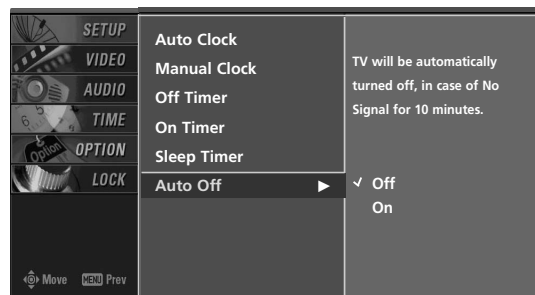 SETUP
VIDEO
AUDIO
TIME
Option OPTION
LOCK
Move MENU Prev
Auto Clock
Manual Clock
Off Timer
On Timer
Sleep Timer
Auto Off ►
TV will be automatically
turned off, in case of No
Signal for 10 minutes.
✓ Off
On